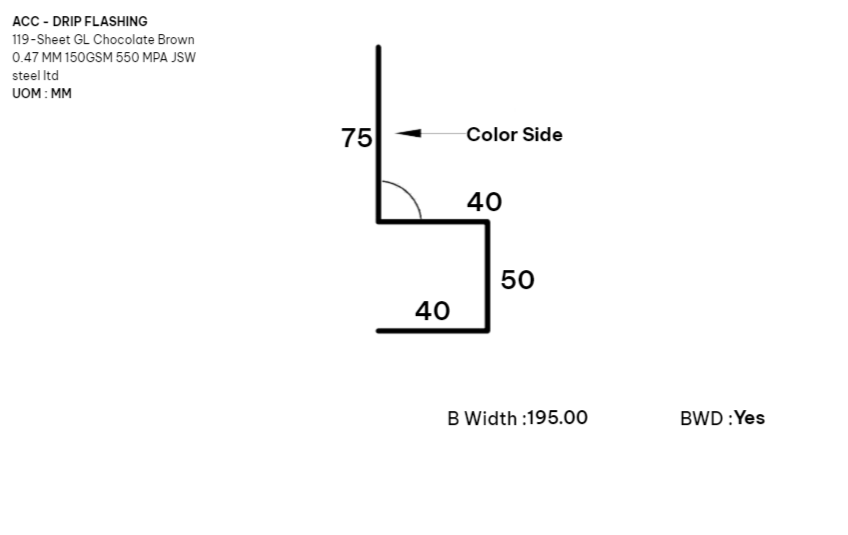 ACC - DRIP FLASHING
119-Sheet GL Chocolate Brown
0.47 MM 150GSM 550 MPA JSW
steel ltd
UOM : MM
75
Color Side
40
50
40
B Width :195.00
BWD :Yes